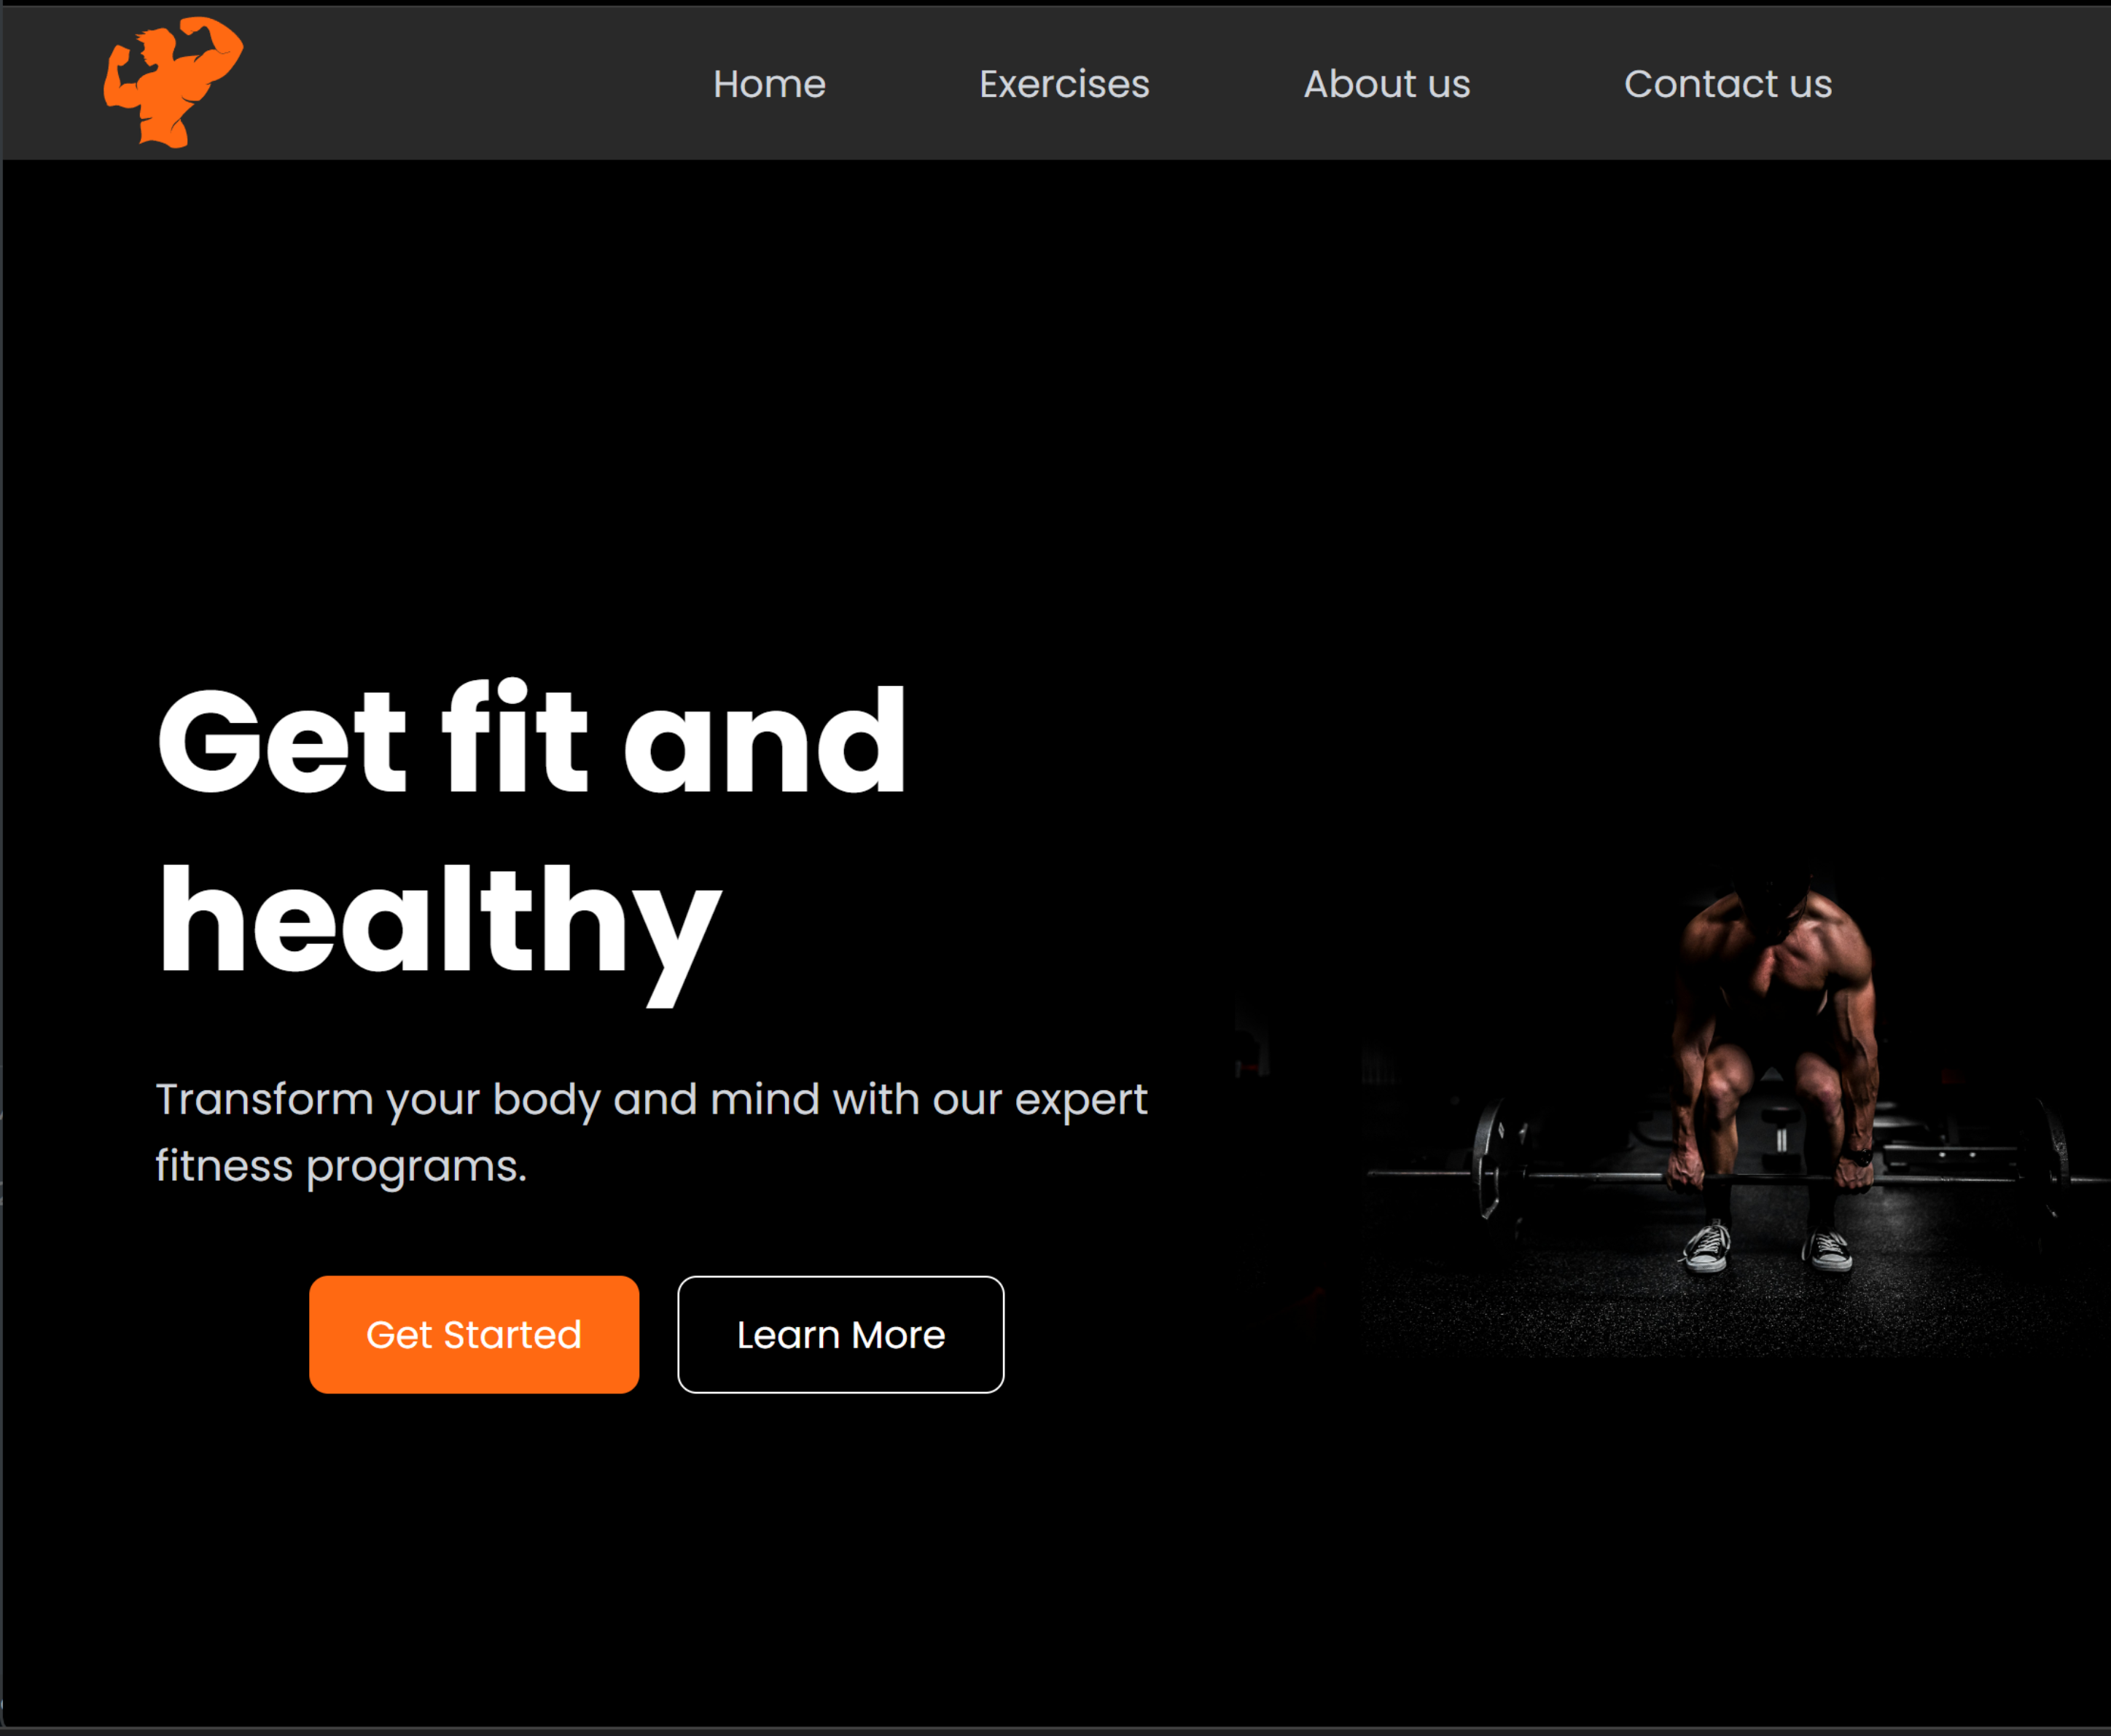 Home Exercises About us Contact us
Get fit and
healthy
Transform your body and mind with our expert
fitness programs.
Get Started Learn More